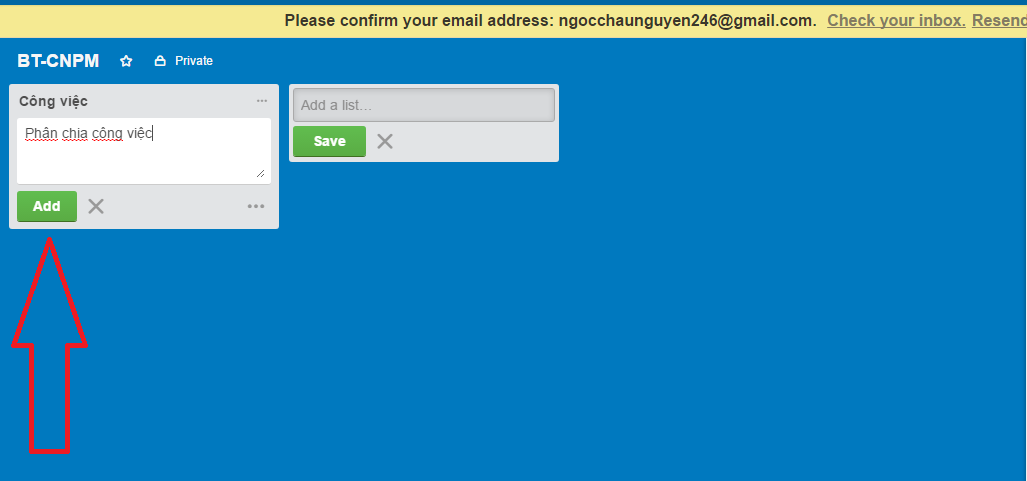 Please confirm your email address: ngocchaunguyen246@gmail.com. Check your inbox. Resend
BT-CNPM Private
Công việc
Phân chia công việc
Add
Add a list…
Save